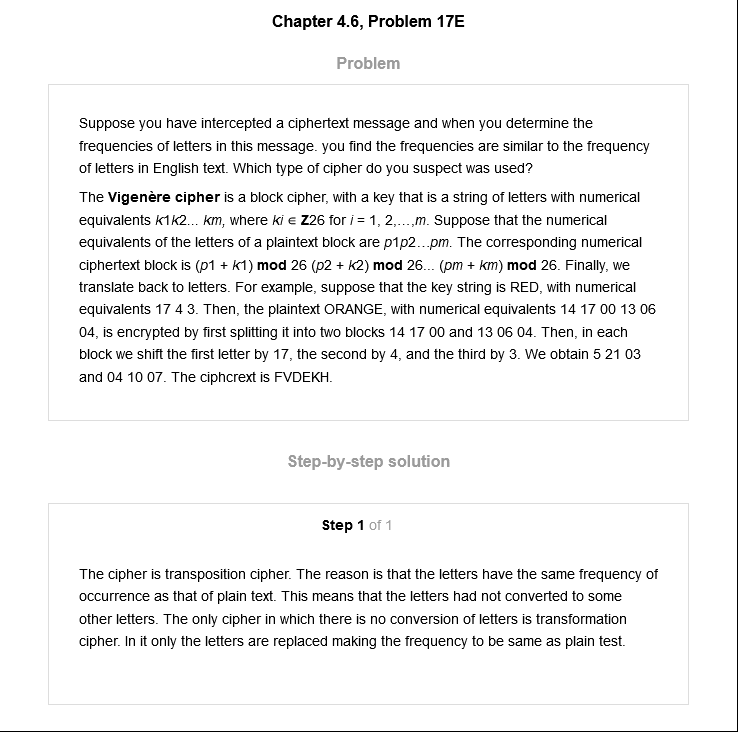 Chapter 4.6, Problem 17E
Problem
Suppose you have intercepted a ciphertext message and when you determine the
frequencies of letters in this message. you find the frequencies are similar to the frequency
of letters in English text. Which type of cipher do you suspect was used?
The Vigenère cipher is a block cipher, with a key that is a string of letters with numerical
equivalents k1k2... km, where ki ∈ Z26 for i = 1, 2,…,m. Suppose that the numerical
equivalents of the letters of a plaintext block are p1p2…pm. The corresponding numerical
ciphertext block is (p1 + k1) mod 26 (p2 + k2) mod 26... (pm + km) mod 26. Finally, we
translate back to letters. For example, suppose that the key string is RED, with numerical
equivalents 17 4 3. Then, the plaintext ORANGE, with numerical equivalents 14 17 00 13 06
04, is encrypted by first splitting it into two blocks 14 17 00 and 13 06 04. Then, in each
block we shift the first letter by 17, the second by 4, and the third by 3. We obtain 5 21 03
and 04 10 07. The ciphcrext is FVDEKH.
Step-by-step solution
Step 1 of 1
The cipher is transposition cipher. The reason is that the letters have the same frequency of
occurrence as that of plain text. This means that the letters had not converted to some
other letters. The only cipher in which there is no conversion of letters is transformation
cipher. In it only the letters are replaced making the frequency to be same as plain test.